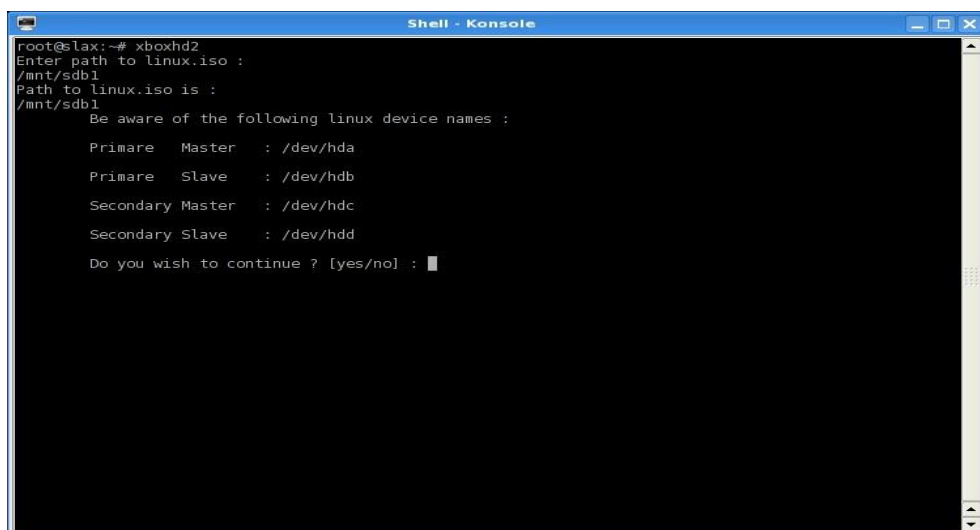 Shell - Konsole
root@slax:~# xboxhd2
Enter path to linux.iso :
/mnt/sdb1
Path to linux.iso is :
/mnt/sdb1
Be aware of the following linux device names :
Primare Master : /dev/hda
Primare Slave : /dev/hdb
Secondary Master : /dev/hdc
Secondary Slave : /dev/hdd
Do you wish to continue ? [yes/no] :